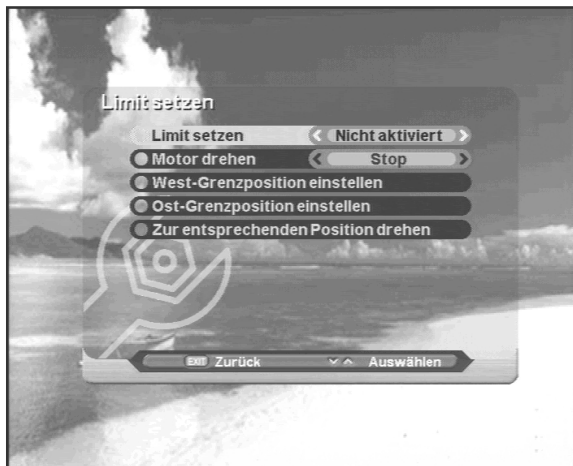 Limit setzen
Limit setzen Nicht aktiviert
Motor drehen Stop
West-Grenzposition einstellen
Ost-Grenzposition einstellen
Zur entsprechenden Position drehen
EXIT Zurück Auswählen